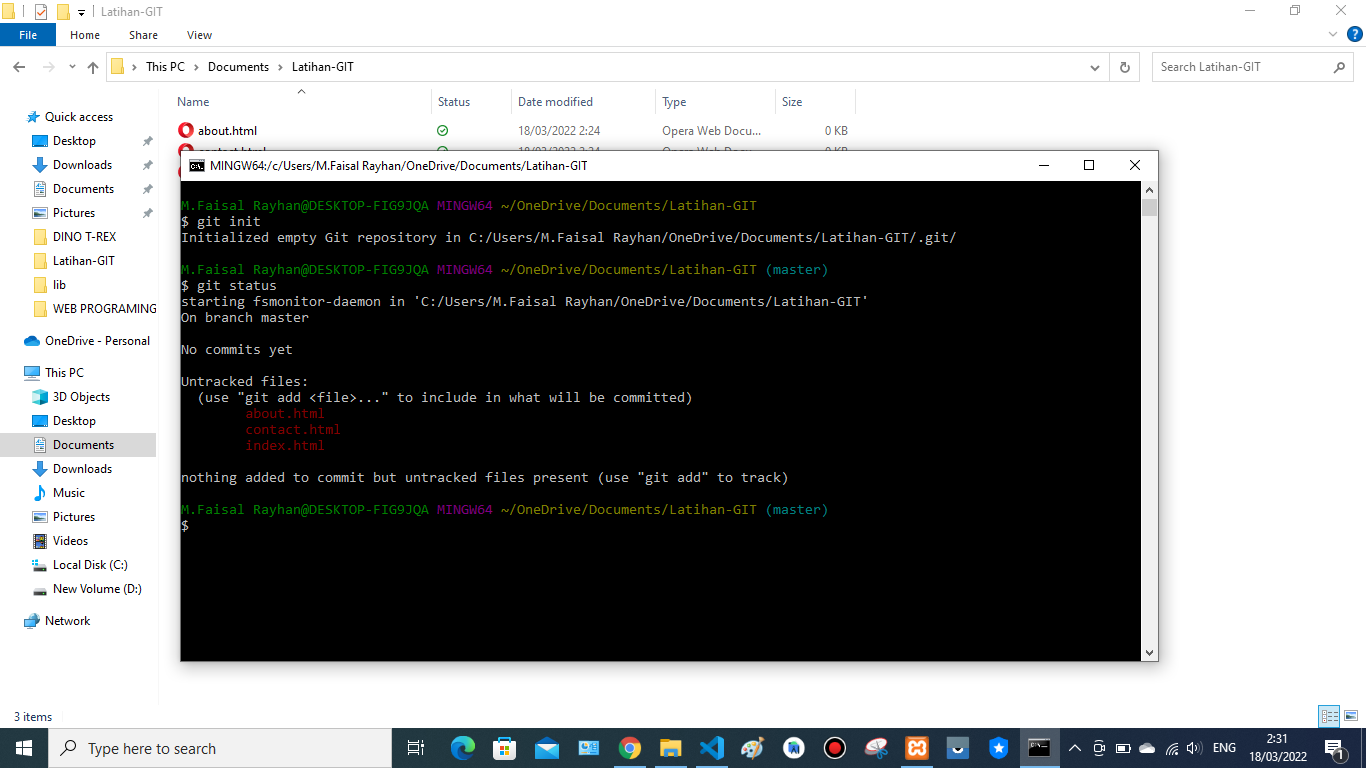 Latihan-GIT
File Home Share View
This PC Documents Latihan-GIT Search Latihan-GIT
Name Status Date modified Type Size
about.html 18/03/2022 2:24 Opera Web Docu... 0 KB
Quick access
Desktop
Downloads
Documents
Pictures
DINO T-REX
Latihan-GIT
lib
WEB PROGRAMING
OneDrive - Personal
This PC
3D Objects
Desktop
Documents
Downloads
Music
Pictures
Videos
Local Disk (C:)
New Volume (D:)
Network
MINGW64:/c/Users/M.Faisal Rayhan/OneDrive/Documents/Latihan-GIT
M.Faisal Rayhan@DESKTOP-FIG9JQA MINGW64 ~/OneDrive/Documents/Latihan-GIT
$ git init
Initialized empty Git repository in C:/Users/M.Faisal Rayhan/OneDrive/Documents/Latihan-GIT/.git/
M.Faisal Rayhan@DESKTOP-FIG9JQA MINGW64 ~/OneDrive/Documents/Latihan-GIT (master)
$ git status
starting fsmonitor-daemon in 'C:/Users/M.Faisal Rayhan/OneDrive/Documents/Latihan-GIT'
On branch master
No commits yet
Untracked files:
(use "git add <file>..." to include in what will be committed)
about.html
contact.html
index.html
nothing added to commit but untracked files present (use "git add" to track)
M.Faisal Rayhan@DESKTOP-FIG9JQA MINGW64 ~/OneDrive/Documents/Latihan-GIT (master)
$
3 items
Type here to search
ENG
2:31
18/03/2022
1